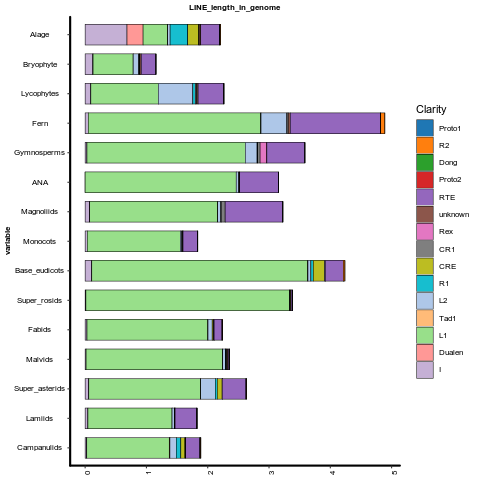 LINE_length_in_genome
variable
Alage
Bryophyte
Lycophytes
Fern
Gymnosperms
ANA
Magnoliids
Monocots
Base_eudicots
Super_rosids
Fabids
Malvids
Super_asterids
Lamiids
Campanulids
0 1 2 3 4 5
Clarity
Proto1
R2
Dong
Proto2
RTE
unknown
Rex
CR1
CRE
R1
L2
Tad1
L1
Dualen
I